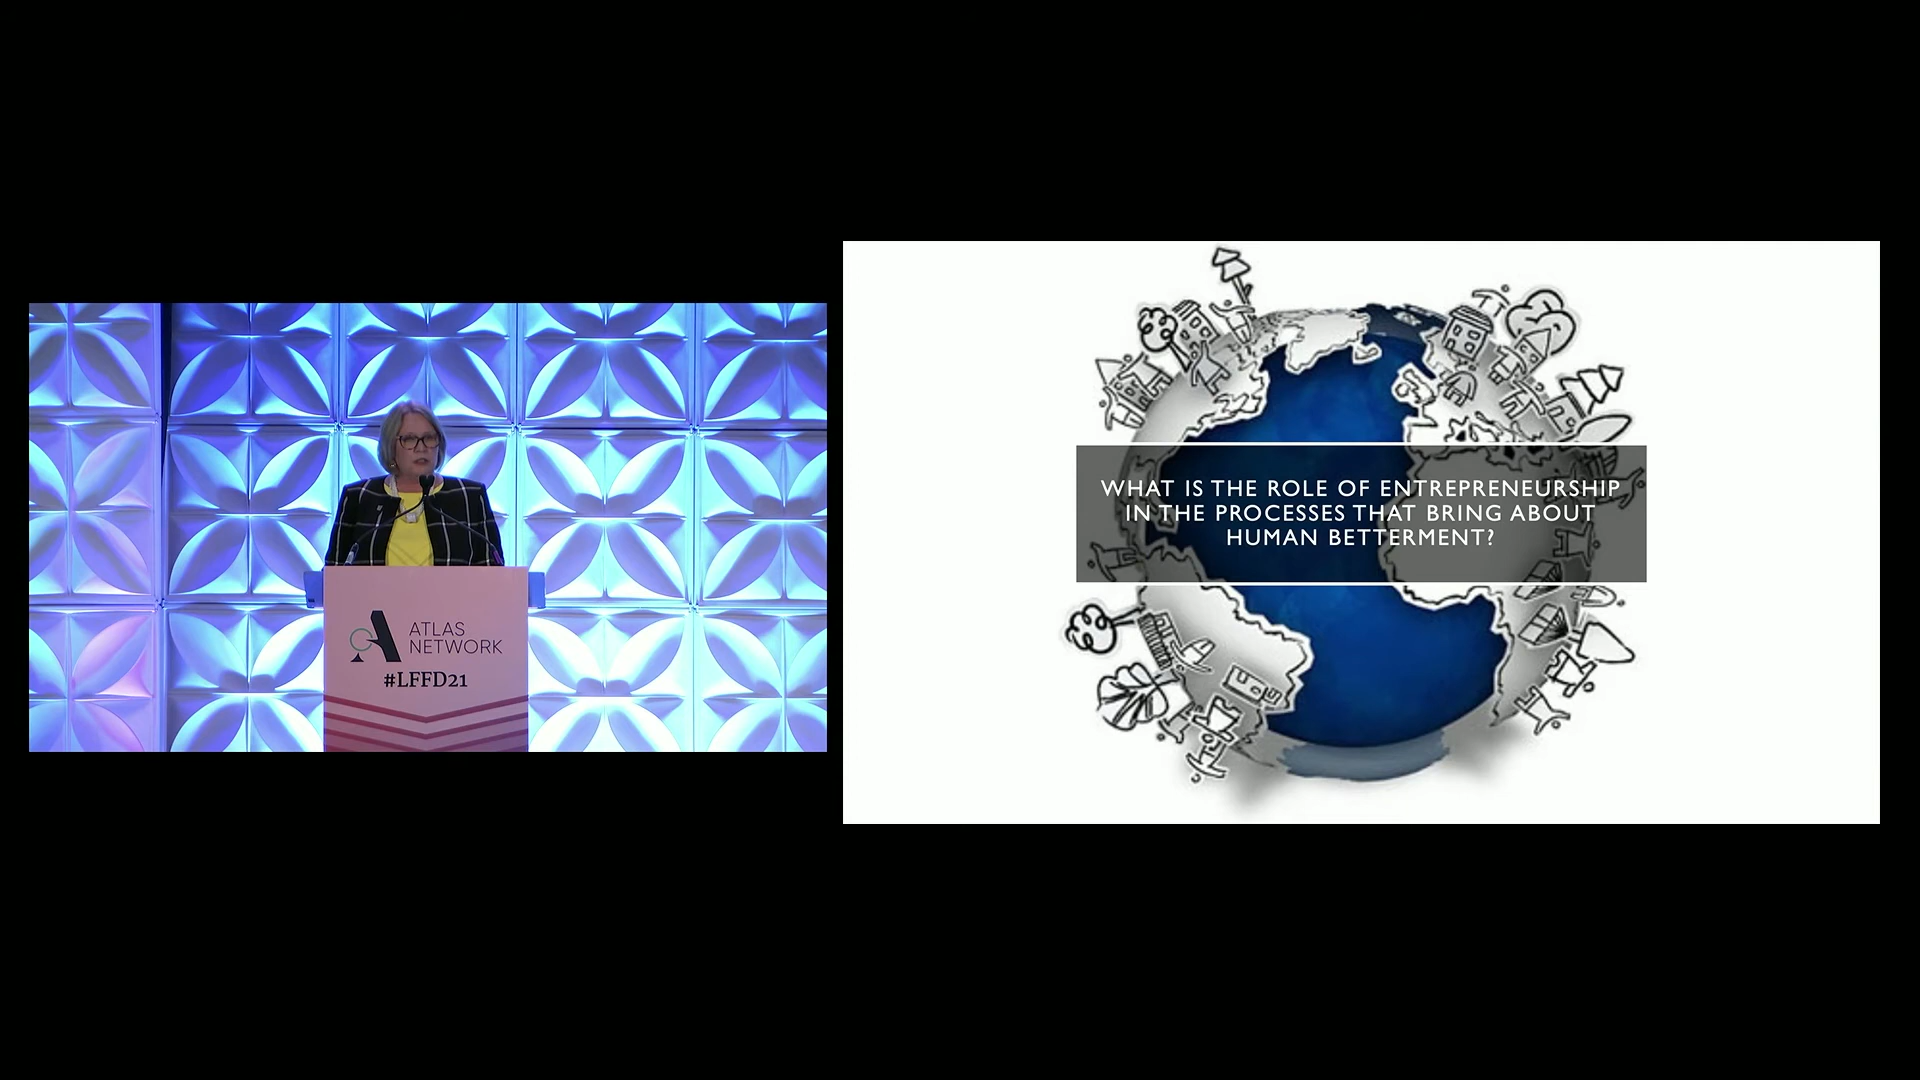 ATLAS
NETWORK
#LFFD21
WHAT IS THE ROLE OF ENTREPRENEURSHIP
IN THE PROCESSES THAT BRING ABOUT
HUMAN BETTERMENT?